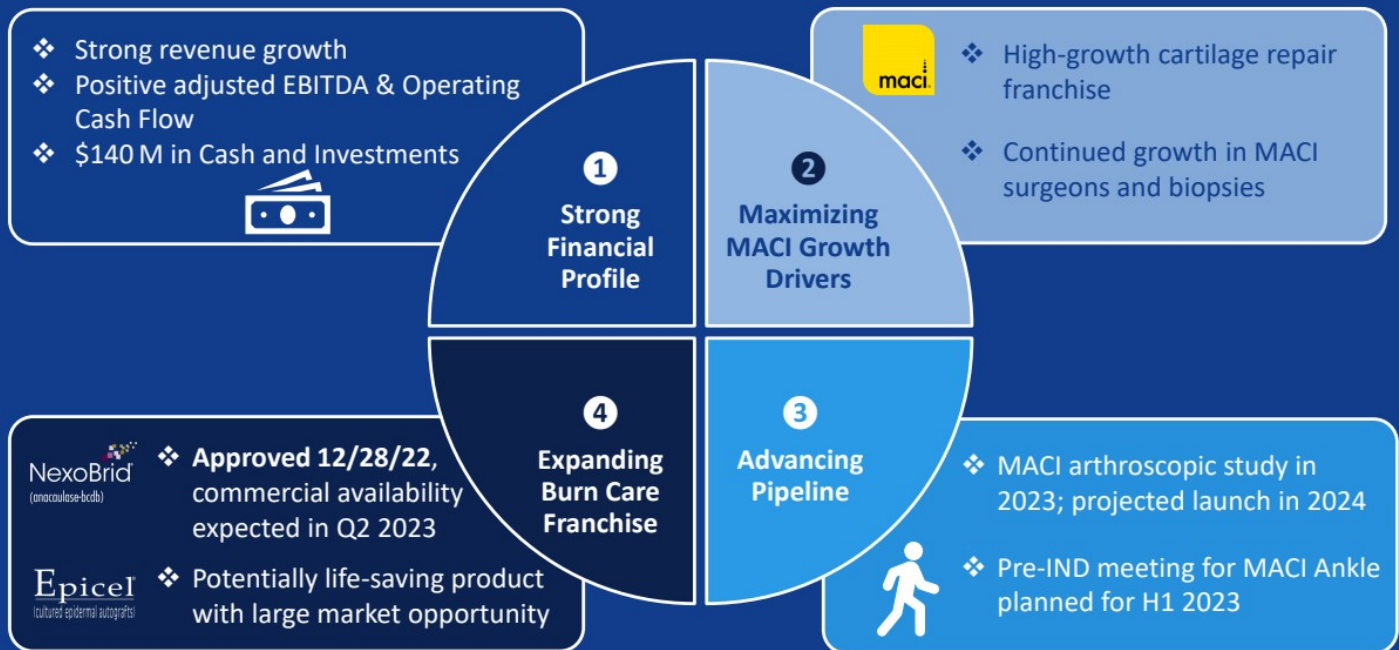 ❖ Strong revenue growth
❖ Positive adjusted EBITDA & Operating
Cash Flow
❖ $140 M in Cash and Investments
1
Strong
Financial
Profile
2
Maximizing
MACI Growth
Drivers
maci
❖ High-growth cartilage repair
franchise
❖ Continued growth in MACI
surgeons and biopsies
NexoBrid
(anacaulase-bcdb)
❖ Approved 12/28/22,
commercial availability
expected in Q2 2023
Epicel
(cultured epidermal autografts)
❖ Potentially life-saving product
with large market opportunity
4
Expanding
Burn Care
Franchise
3
Advancing
Pipeline
❖ MACI arthroscopic study in
2023; projected launch in 2024
❖ Pre-IND meeting for MACI Ankle
planned for H1 2023